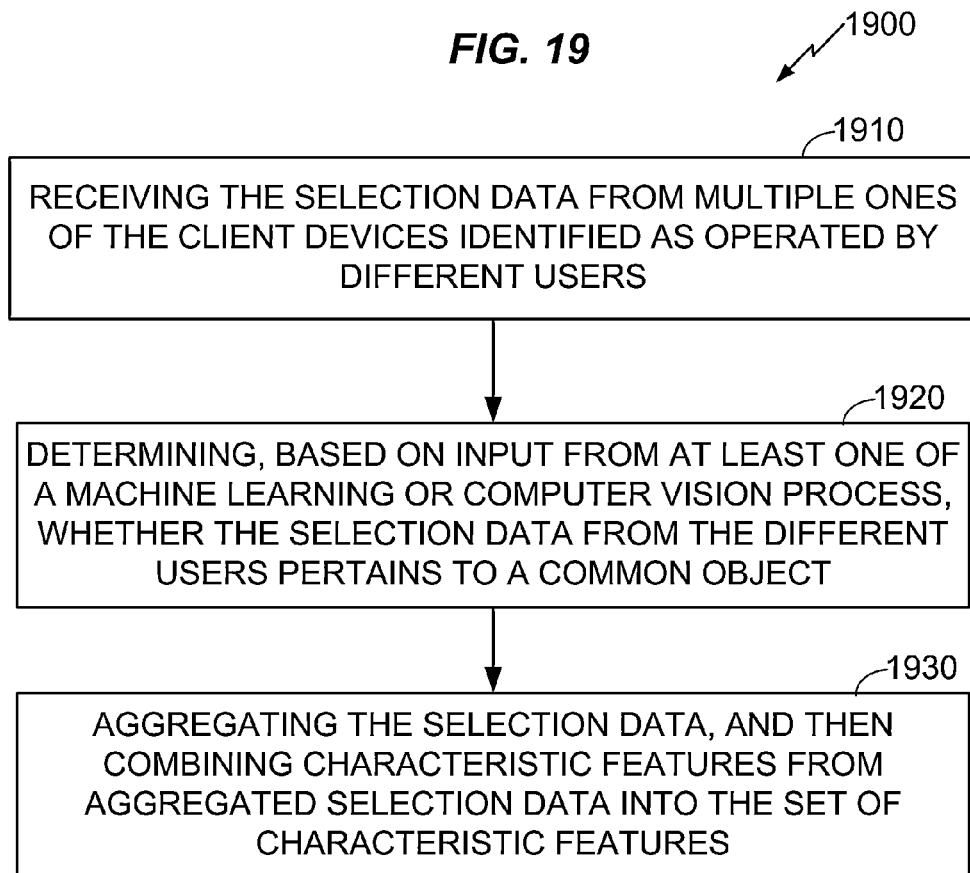 FIG. 19
1900
1910
RECEIVING THE SELECTION DATA FROM MULTIPLE ONES
OF THE CLIENT DEVICES IDENTIFIED AS OPERATED BY
DIFFERENT USERS
1920
DETERMINING, BASED ON INPUT FROM AT LEAST ONE OF
A MACHINE LEARNING OR COMPUTER VISION PROCESS,
WHETHER THE SELECTION DATA FROM THE DIFFERENT
USERS PERTAINS TO A COMMON OBJECT
1930
AGGREGATING THE SELECTION DATA, AND THEN
COMBINING CHARACTERISTIC FEATURES FROM
AGGREGATED SELECTION DATA INTO THE SET OF
CHARACTERISTIC FEATURES